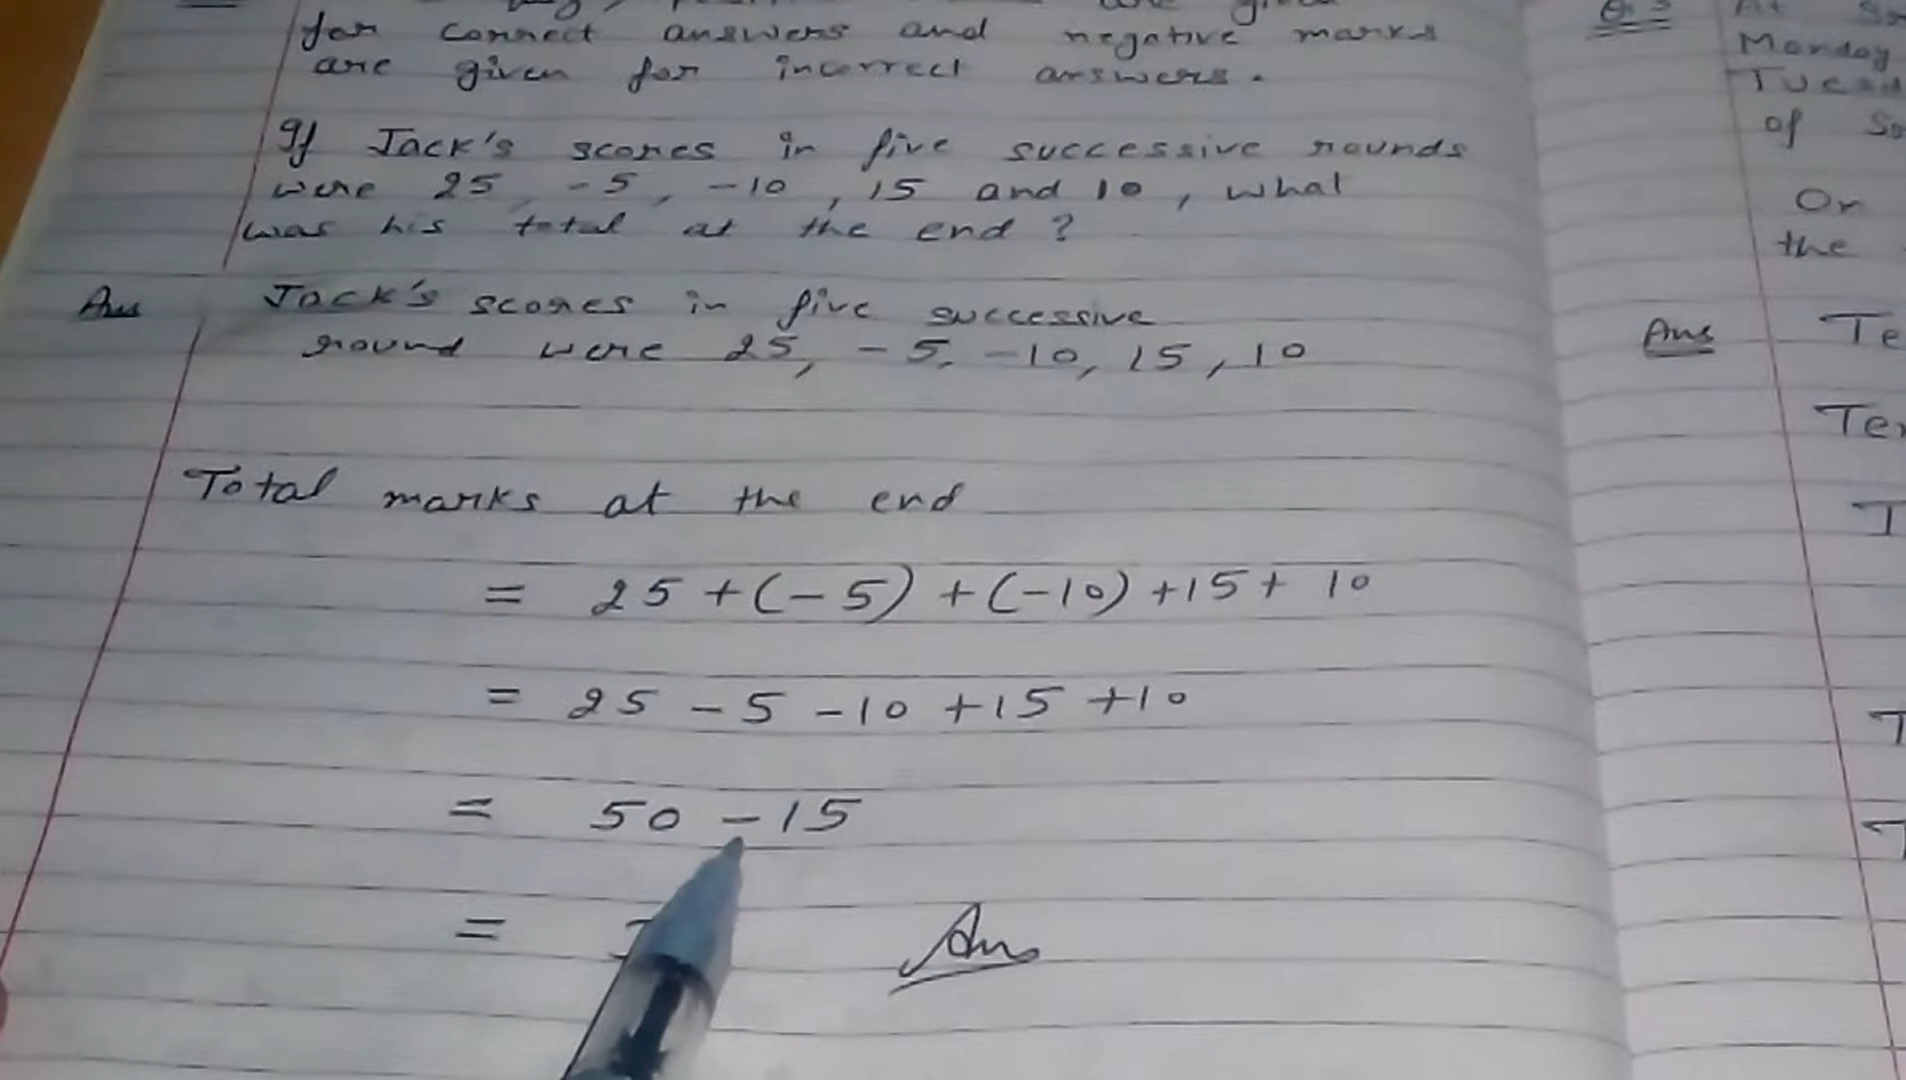 for correct answers and negative marks
are given for incorrect answers.
If Jack's scores in five successive rounds
were 25, -5, -10, 15 and 10, what
was his total at the end?
Ans Jack's scores in five successive
round were 25, -5, -10, 15, 10
Total marks at the end
= 25 + (-5) + (-10) + 15 + 10
= 25 - 5 - 10 + 15 + 10
= 50 - 15
= Ans
At
Monday
of
Or
the
Ans